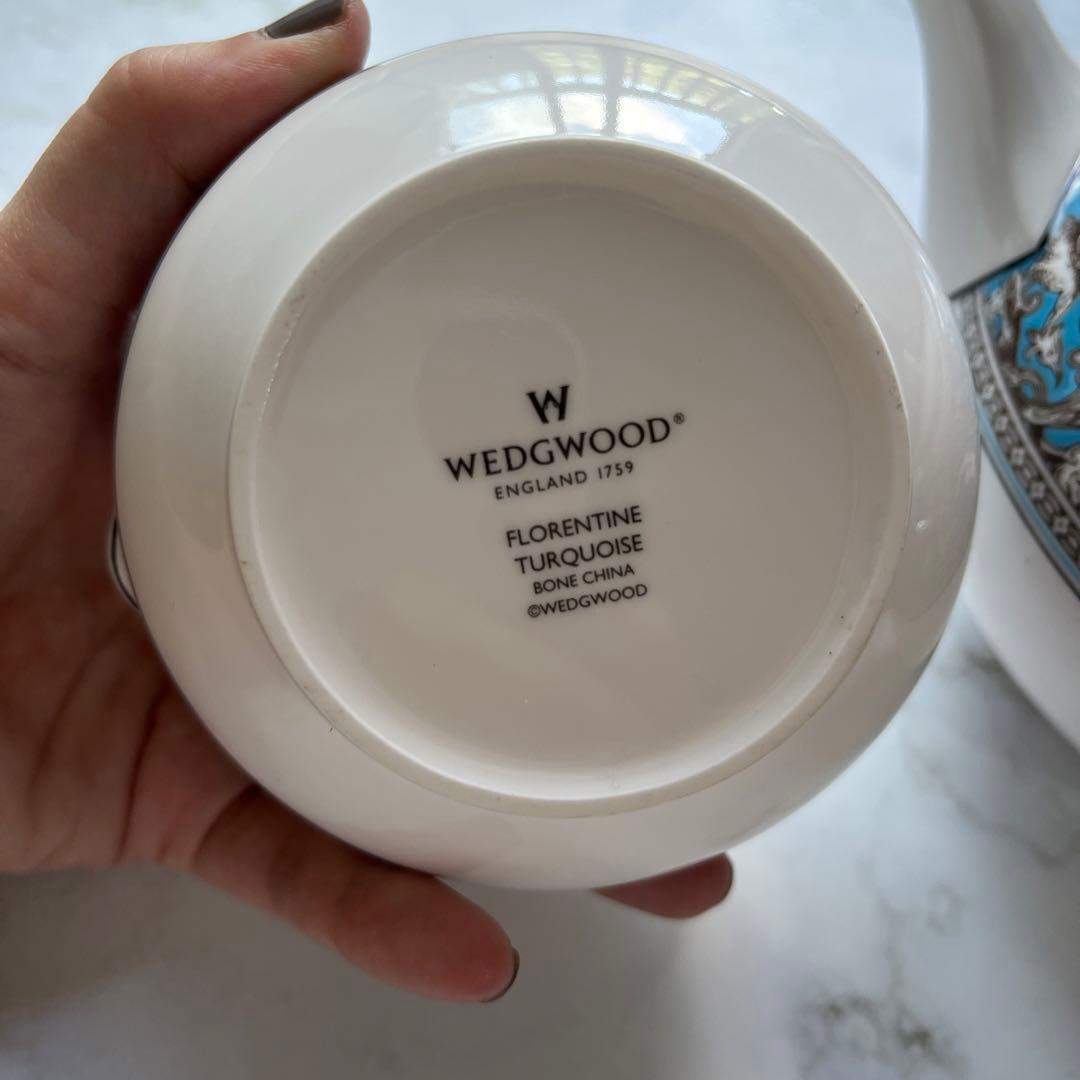 W
WEDGWOOD®
ENGLAND 1759
FLORENTINE
TURQUOISE
BONE CHINA
©WEDGWOOD